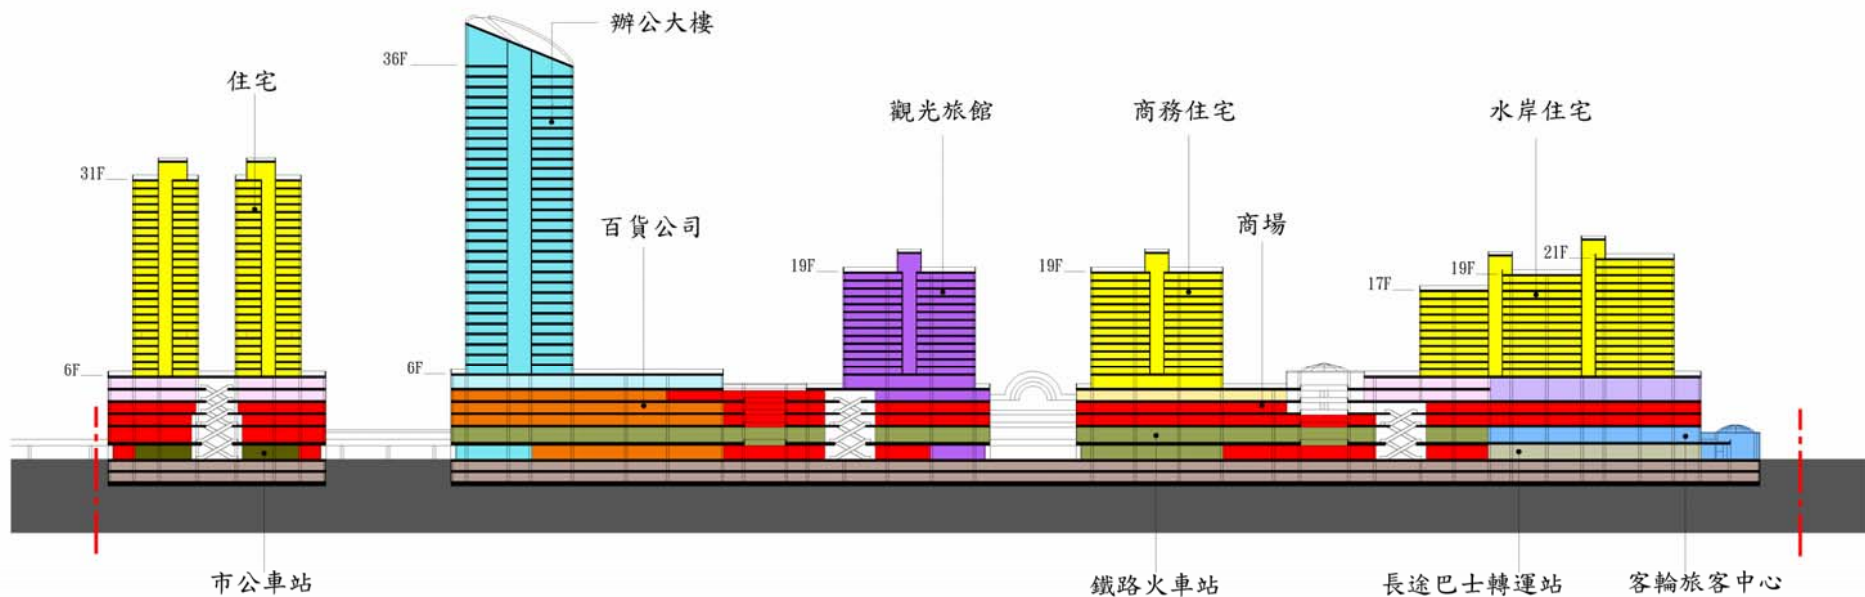 辦公大樓
36F
住宅
觀光旅館
商務住宅
水岸住宅
31F
百貨公司
商場
19F
19F
17F
19F
21F
6F
6F
市公車站
鐵路火車站
長途巴士轉運站
客輪旅客中心